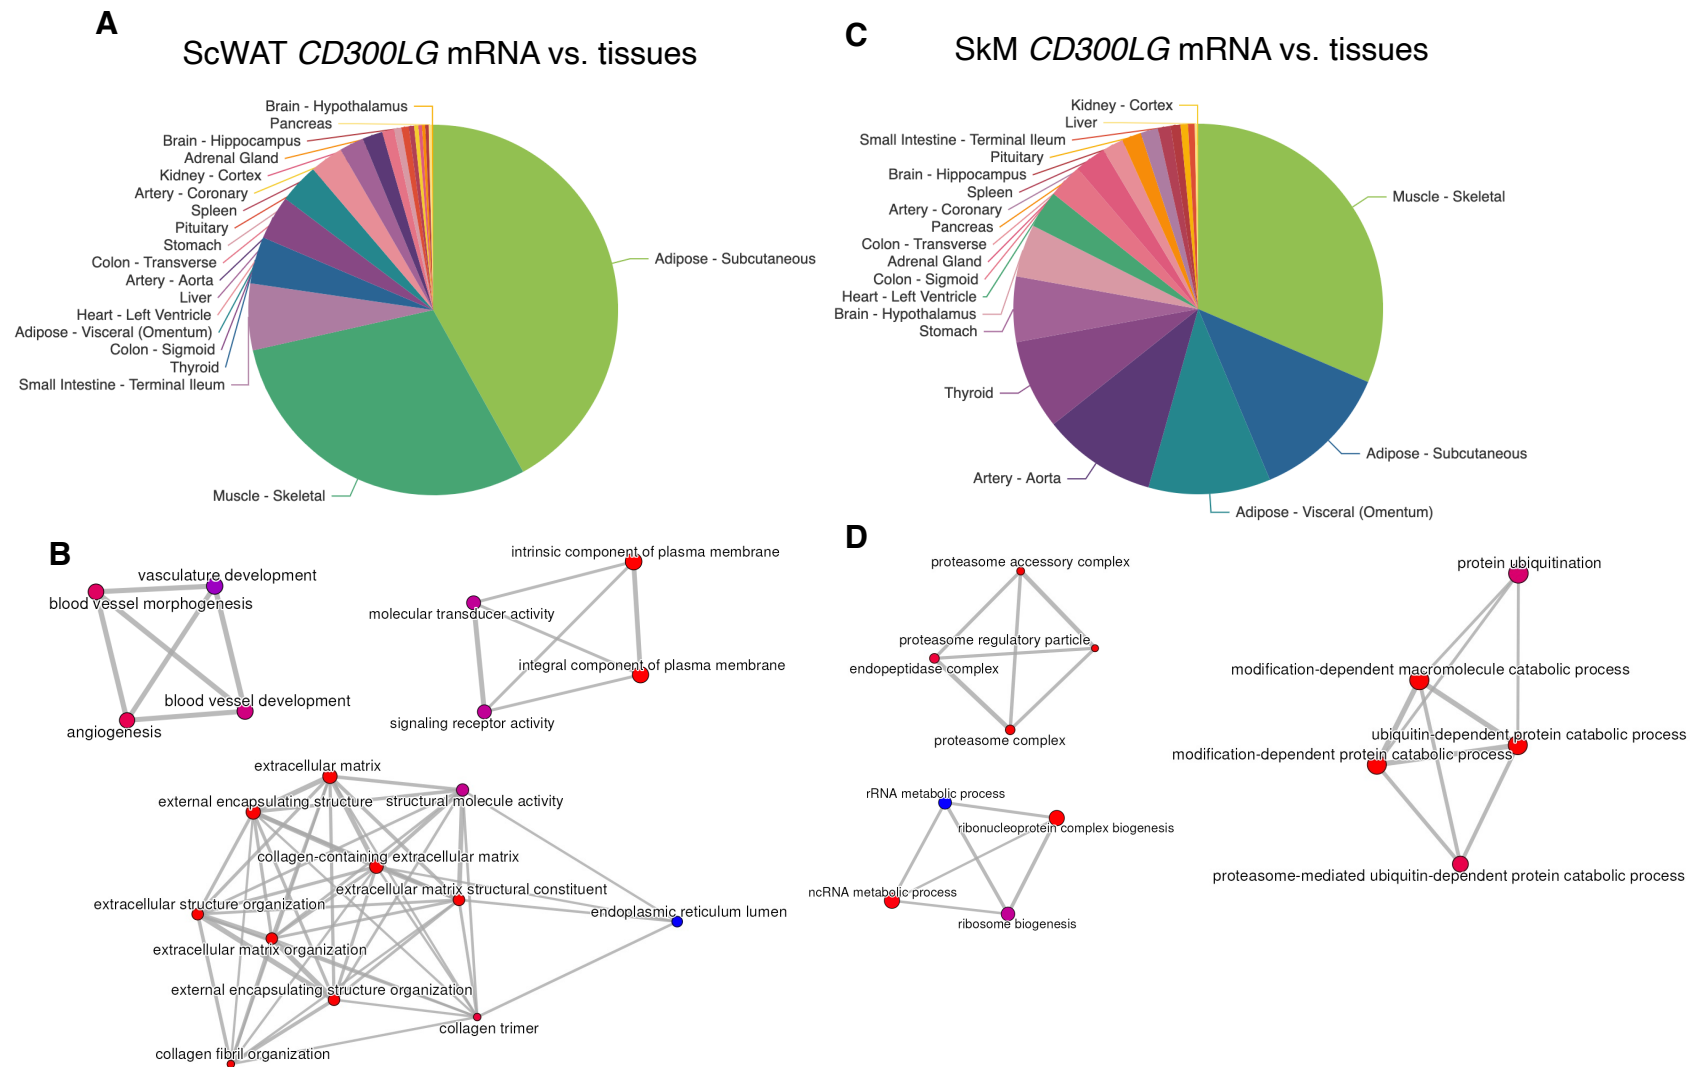 A
ScWAT CD300LG mRNA vs. tissues
Brain - Hypothalamus
Pancreas
Brain - Hippocampus
Adrenal Gland
Kidney - Cortex
Artery - Coronary
Spleen
Pituitary
Stomach
Colon - Transverse
Artery - Aorta
Liver
Heart - Left Ventricle
Adipose - Visceral (Omentum)
Colon - Sigmoid
Thyroid
Small Intestine - Terminal Ileum
Adipose - Subcutaneous
Muscle - Skeletal
C
SkM CD300LG mRNA vs. tissues
Kidney - Cortex
Liver
Small Intestine - Terminal Ileum
Pituitary
Brain - Hippocampus
Spleen
Artery - Coronary
Pancreas
Colon - Transverse
Adrenal Gland
Colon - Sigmoid
Heart - Left Ventricle
Brain - Hypothalamus
Stomach
Thyroid
Artery - Aorta
Muscle - Skeletal
Adipose - Subcutaneous
Adipose - Visceral (Omentum)
B
vasculature development
blood vessel morphogenesis
blood vessel development
angiogenesis
intrinsic component of plasma membrane
molecular transducer activity
integral component of plasma membrane
signaling receptor activity
extracellular matrix
external encapsulating structure
structural molecule activity
collagen-containing extracellular matrix
extracellular matrix structural constituent
extracellular structure organization
endoplasmic reticulum lumen
extracellular matrix organization
external encapsulating structure organization
collagen trimer
collagen fibril organization
D
proteasome accessory complex
proteasome regulatory particle
endopeptidase complex
proteasome complex
rRNA metabolic process
ribonucleoprotein complex biogenesis
ncRNA metabolic process
ribosome biogenesis
protein ubiquitination
modification-dependent macromolecule catabolic process
ubiquitin-dependent protein catabolic process
modification-dependent protein catabolic process
proteasome-mediated ubiquitin-dependent protein catabolic process